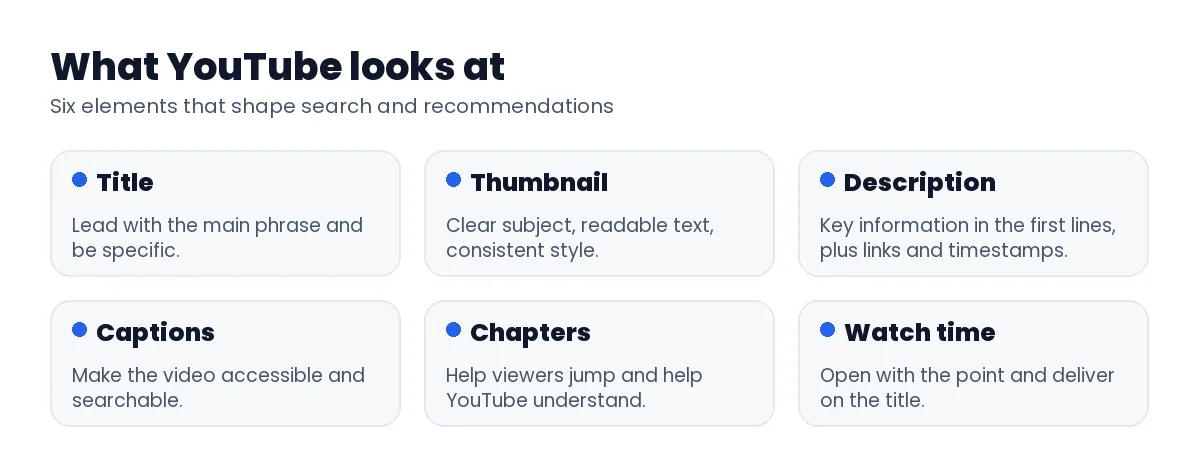 What YouTube looks at
Six elements that shape search and recommendations
Title
Lead with the main phrase and
be specific.
Thumbnail
Clear subject, readable text,
consistent style.
Description
Key information in the first lines,
plus links and timestamps.
Captions
Make the video accessible and
searchable.
Chapters
Help viewers jump and help
YouTube understand.
Watch time
Open with the point and deliver
on the title.